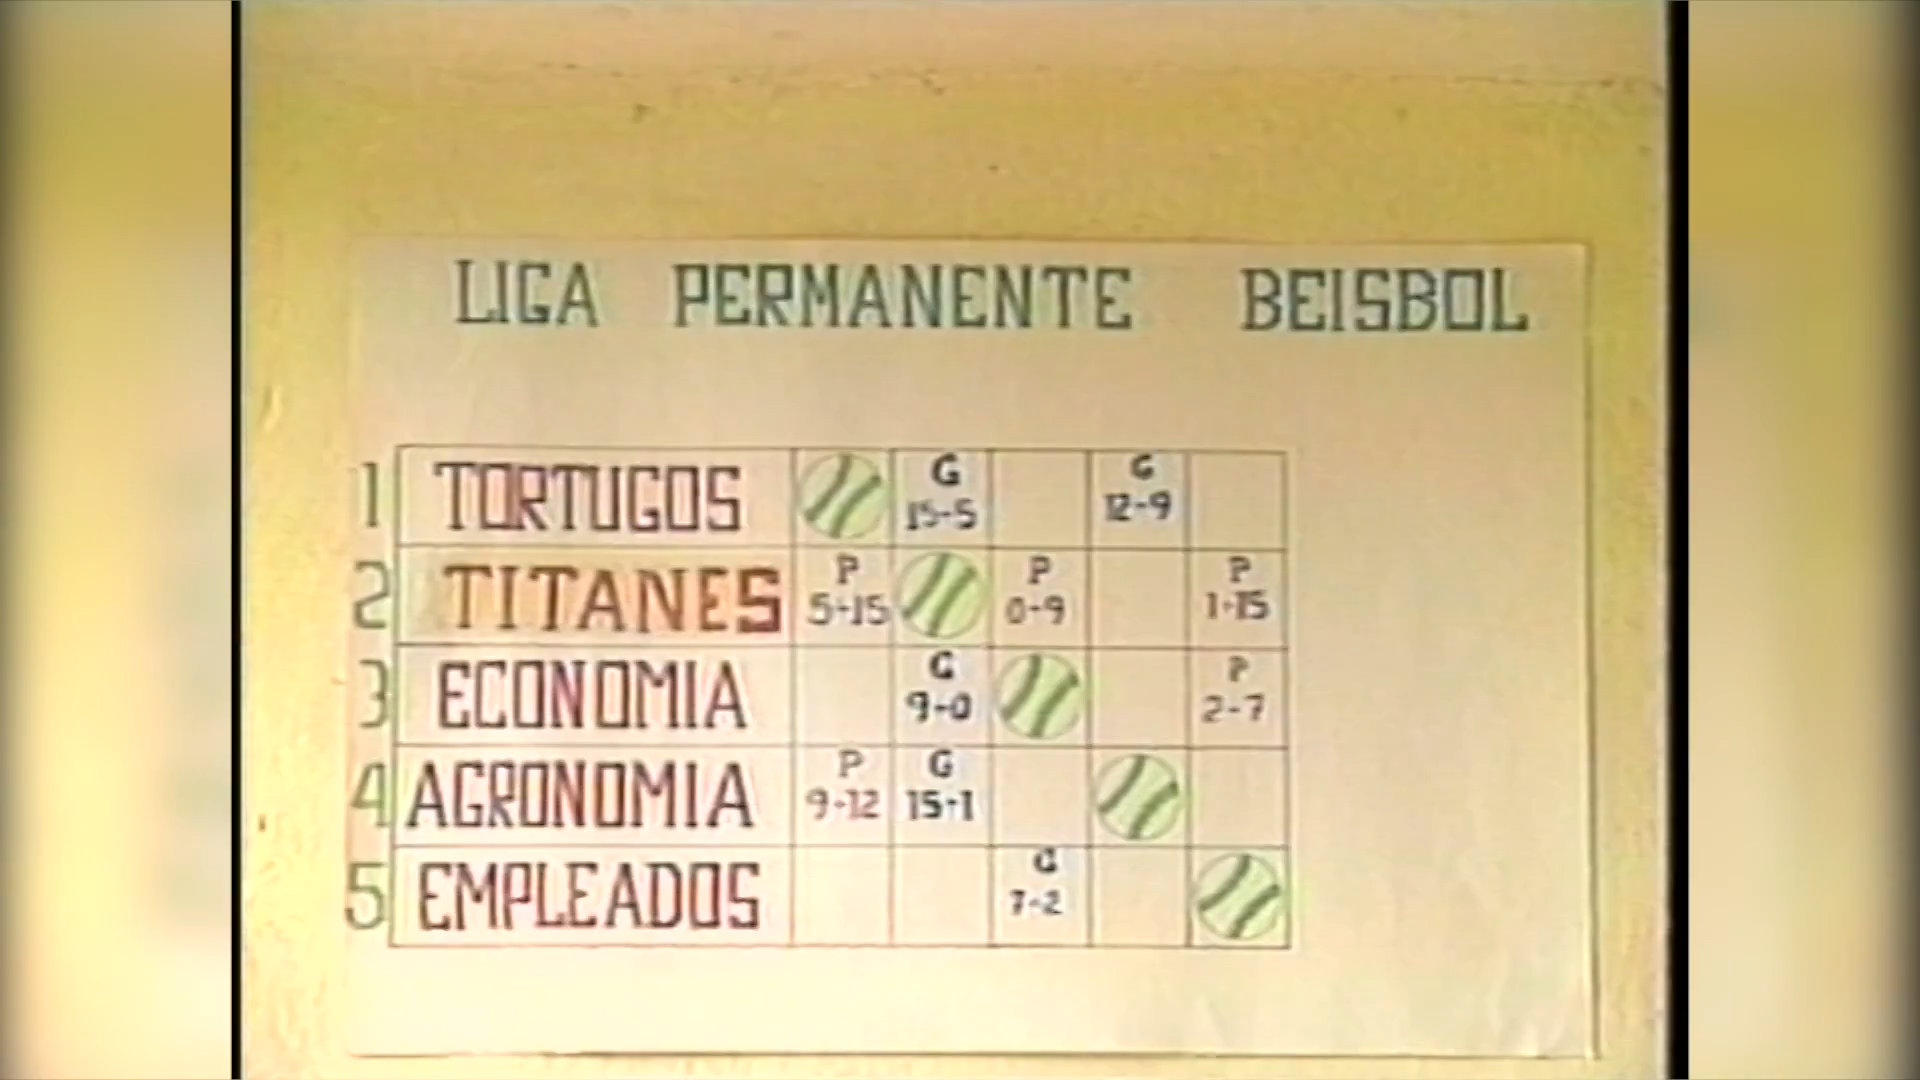 LIGA PERMANENTE BEISBOL
1 TORTUGOS G 15-5 G 12-9
2 TITANES P 5-15 P 0-9 P 1-15
3 ECONOMIA G 9-0 P 2-7
4 AGRONOMIA P 9-12 G 15-1
5 EMPLEADOS G 7-2